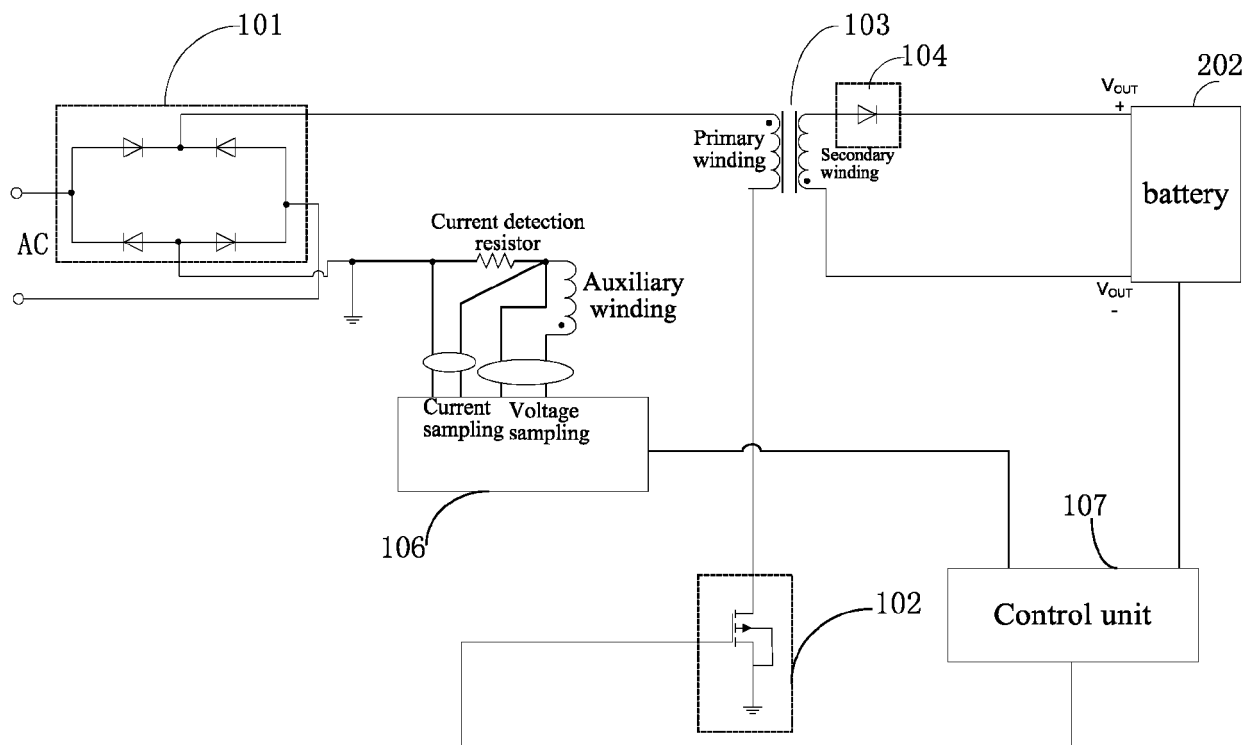 101
103
104
202
VOUT
+
Primary
winding
Secondary
winding
battery
AC
Current detection
resistor
Auxiliary
winding
VOUT
-
Current
sampling
Voltage
sampling
106
107
Control unit
102